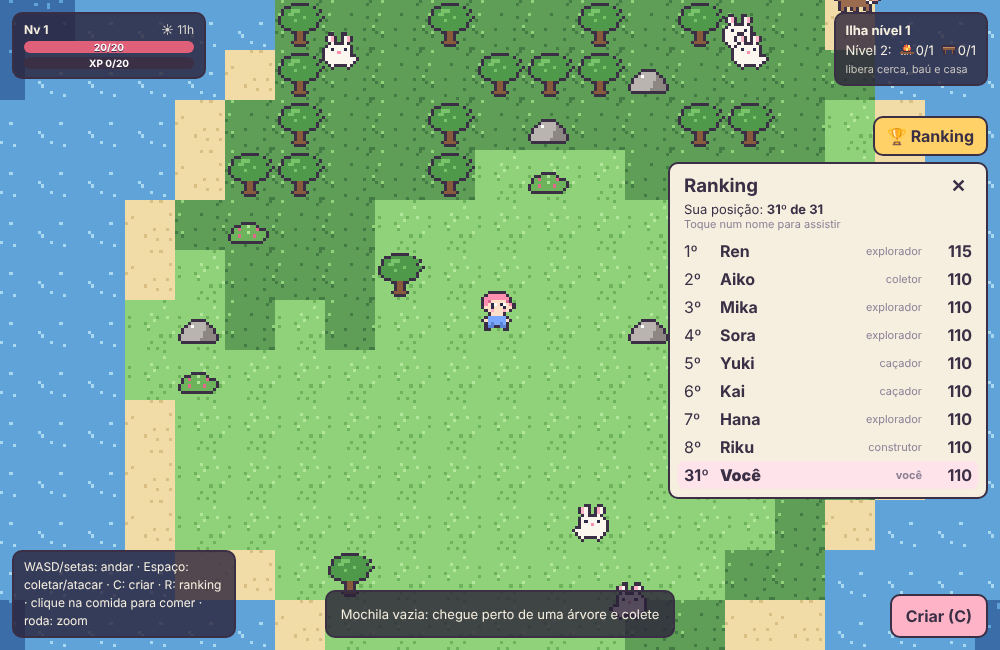 Nv 1 ☀ 11h
20/20
XP 0/20
Ilha nível 1
Nível 2: 0/1 0/1
libera cerca, baú e casa
🏆 Ranking
Ranking ✕
Sua posição: 31º de 31
Toque num nome para assistir
1º Ren explorador 115
2º Aiko coletor 110
3º Mika explorador 110
4º Sora explorador 110
5º Yuki caçador 110
6º Kai caçador 110
7º Hana explorador 110
8º Riku construtor 110
31º Você você 110
WASD/setas: andar · Espaço:
coletar/atacar · C: criar · R: ranking
· clique na comida para comer ·
roda: zoom
Mochila vazia: chegue perto de uma árvore e colete
Criar (C)